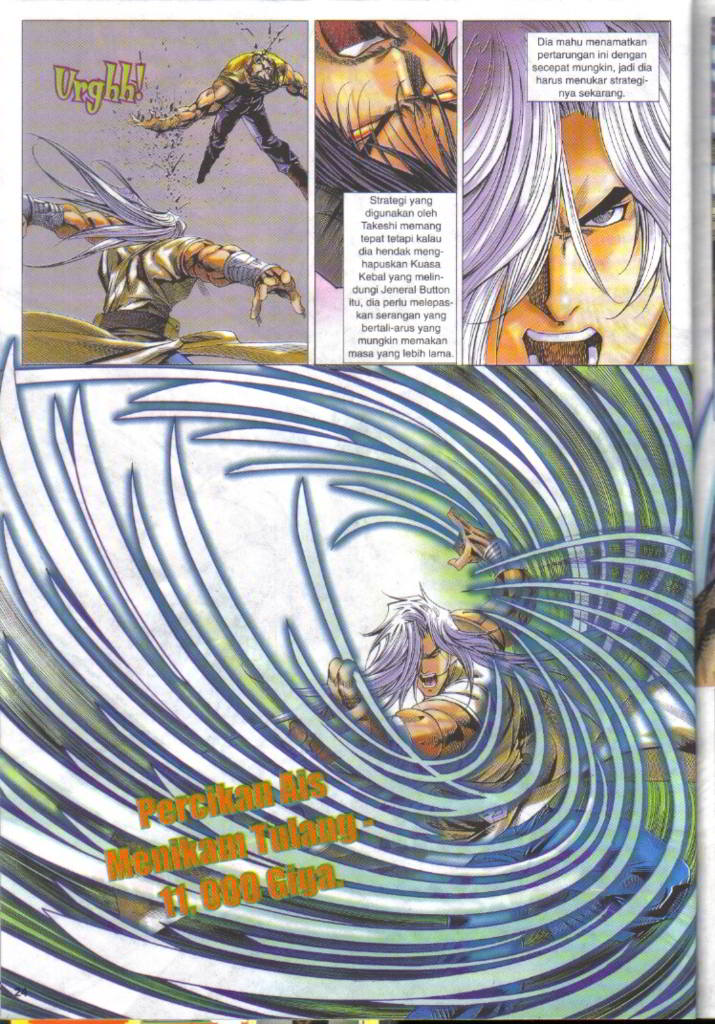 Urghh!
Strategi yang
digunakan oleh
Takeshi memang
tepat tetapi kalau
dia hendak meng-
hapuskan Kuasa
Kebal yang melin-
dungi Jeneral Button
itu, dia perlu melepas-
kan serangan yang
bertali-arus yang
mungkin memakan
masa yang lebih lama.
Dia mahu menamatkan
pertarungan ini dengan
secepat mungkin, jadi dia
harus menukar strategi-
nya sekarang.
Percikan Ais
Menikam Tulang -
11, 000 Giga.
24